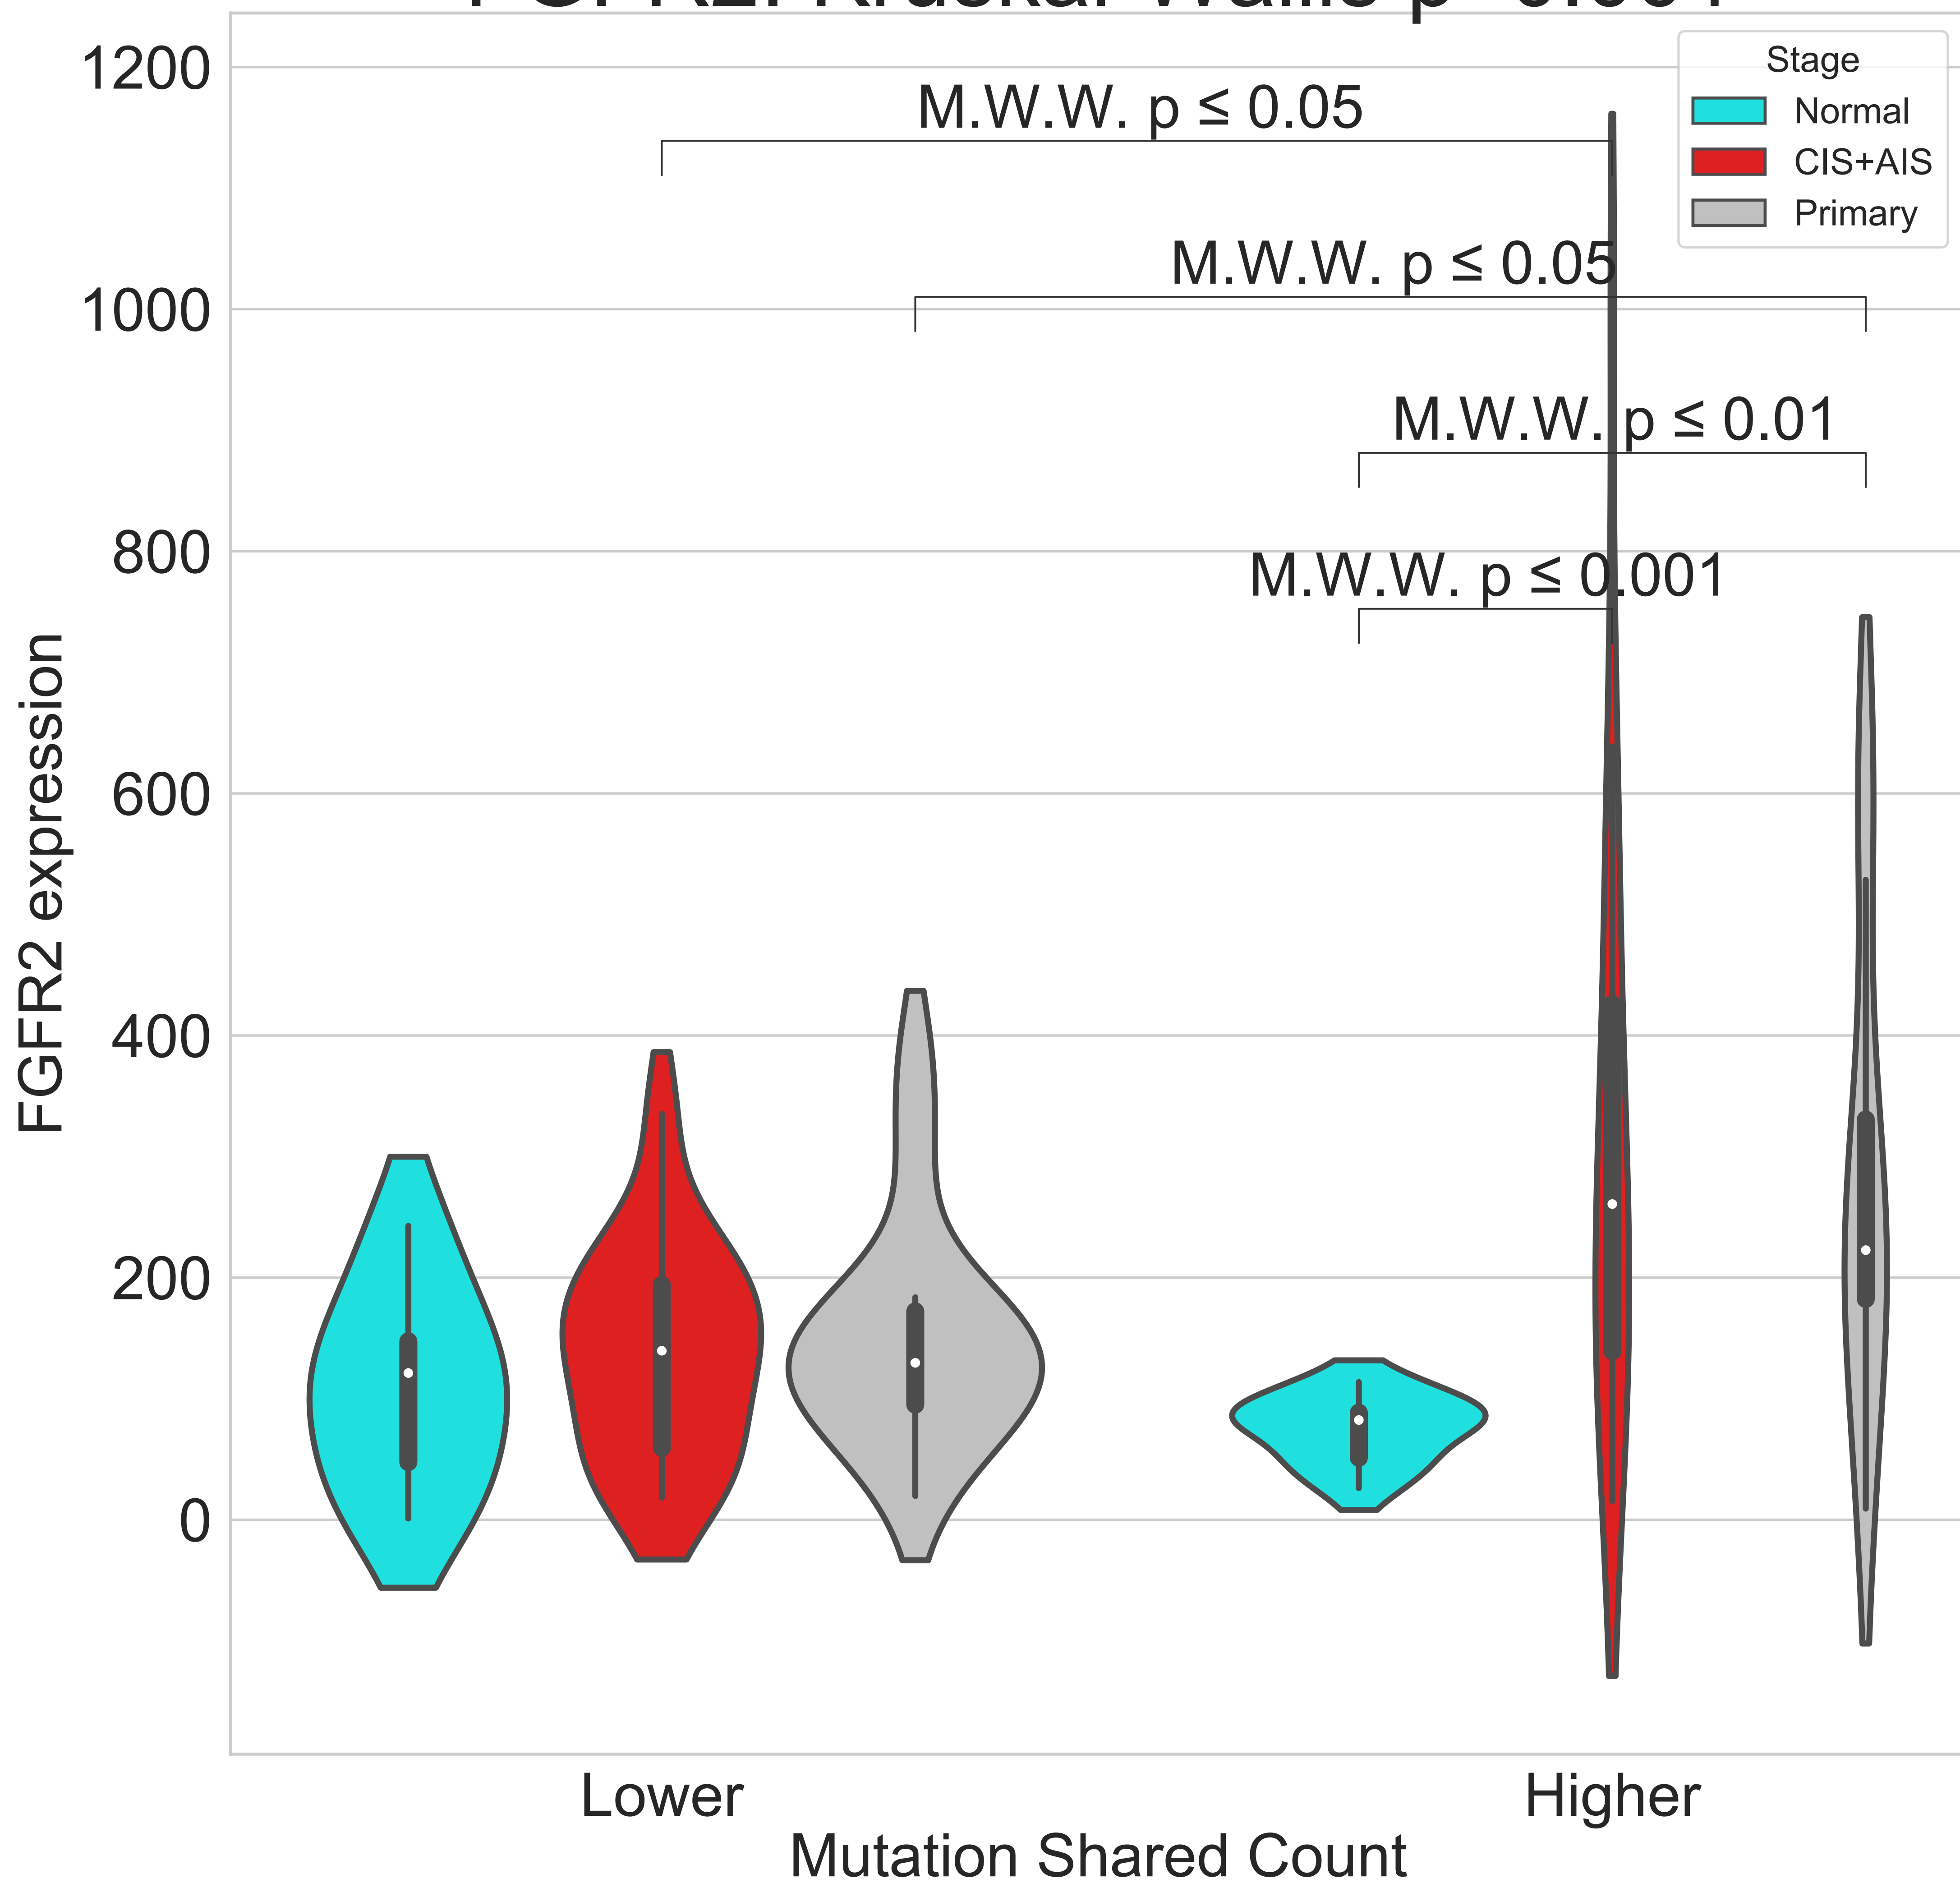 1200
1000
800
600
400
200
0
FGFR2 expression
M.W.W. p ≤ 0.05
M.W.W. p ≤ 0.05
M.W.W. p ≤ 0.01
M.W.W. p ≤ 0.001
Stage
Normal
CIS+AIS
Primary
Lower
Higher
Mutation Shared Count